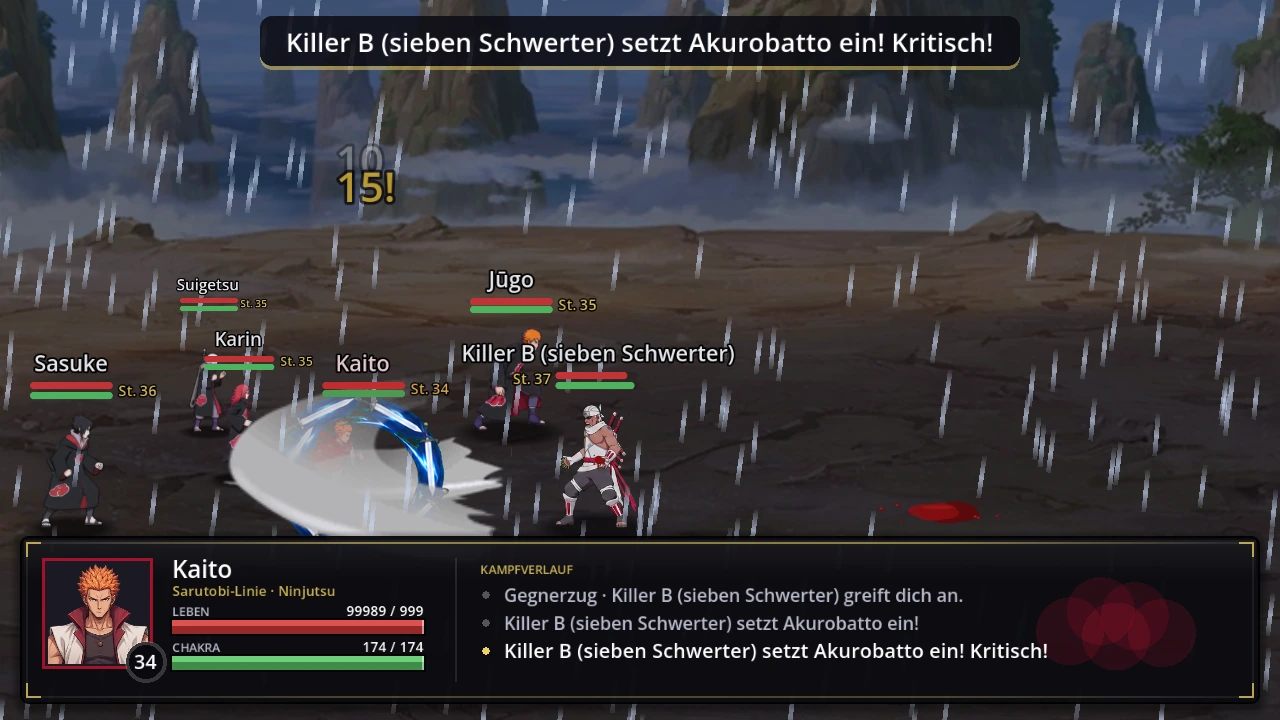 Killer B (sieben Schwerter) setzt Akurobatto ein! Kritisch!
10
15!
Suigetsu
St. 35
Jūgo
St. 35
Karin
St. 35
Sasuke
St. 36
Kaito
St. 34
Killer B (sieben Schwerter)
St. 37
Kaito
Sarutobi-Linie · Ninjutsu
LEBEN 99989 / 999
CHAKRA 174 / 174
34
KAMPFVERLAUF
Gegnerzug · Killer B (sieben Schwerter) greift dich an.
Killer B (sieben Schwerter) setzt Akurobatto ein!
Killer B (sieben Schwerter) setzt Akurobatto ein! Kritisch!